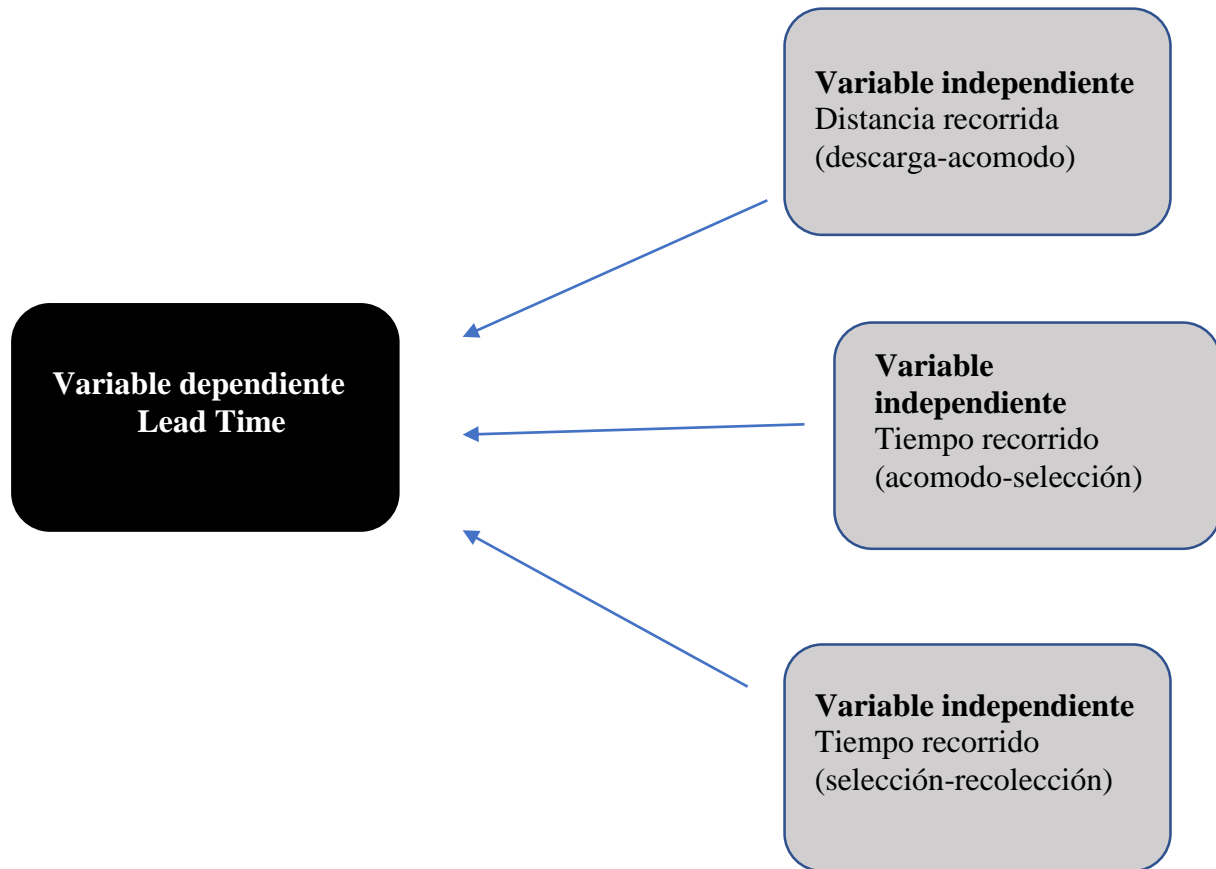 Variable independiente
Distancia recorrida
(descarga-acomodo)
Variable dependiente
Lead Time
Variable
independiente
Tiempo recorrido
(acomodo-selección)
Variable independiente
Tiempo recorrido
(selección-recolección)